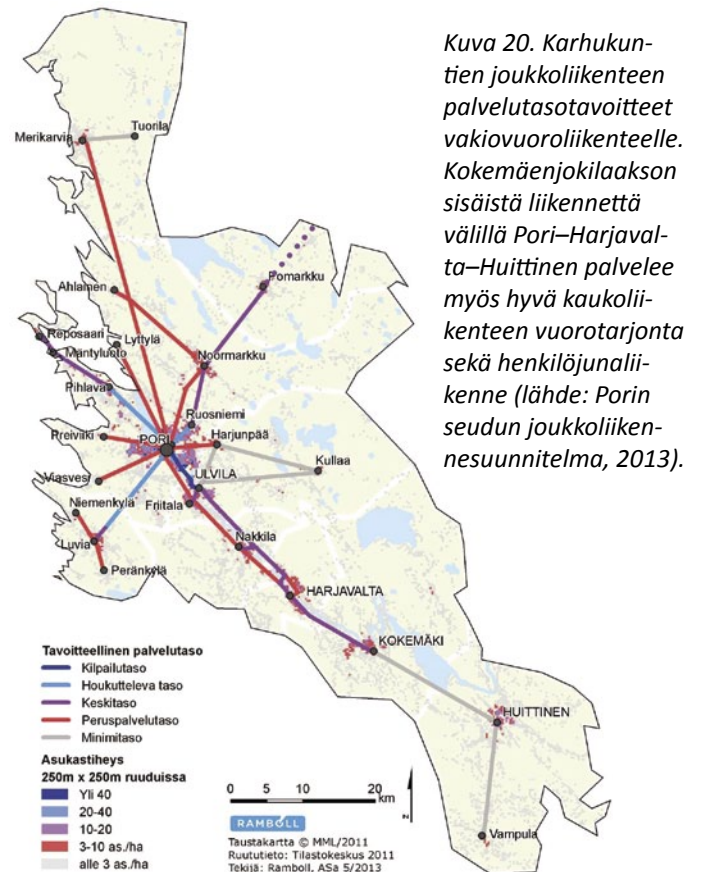 Kuva 20. Karhukun-
tien joukkoliikenteen
palvelutasotavoitteet
vakiovuoroliikenteelle.
Kokemäenjokilaakson
sisäistä liikennettä
välillä Pori–Harjaval-
ta–Huittinen palvelee
myös hyvä kaukolii-
kenteen vuorotarjonta
sekä henkilöjunalii-
kenne (lähde: Porin
seudun joukkoliiken-
nesuunnitelma, 2013).
Tuorila
Merikarvia
Pomarkku
Ahlainen
Reposaari
Lyttylä
Mäntyluoto
Noormarkku
Pihlava
Ruosniemi
Preiviiki
PORI
Harjunpää
Kullaa
Viasvesi
ULVILA
Niemenkylä
Friitala
Luvia
Nakkila
Peränkylä
HARJAVALTA
KOKEMÄKI
HUITTINEN
Vampula
Tavoitteellinen palvelutaso
Kilpailutaso
Houkutteleva taso
Keskitaso
Peruspalvelutaso
Minimitaso
Asukastiheys
250m x 250m ruuduissa
Yli 40
20-40
10-20
3-10 as./ha
alle 3 as./ha
0 5 10 20
km
N
RAMBOLL
Taustakartta © MML/2011
Ruututieto: Tilastokeskus 2011
Tekijä: Ramboll, ASa 5/2013